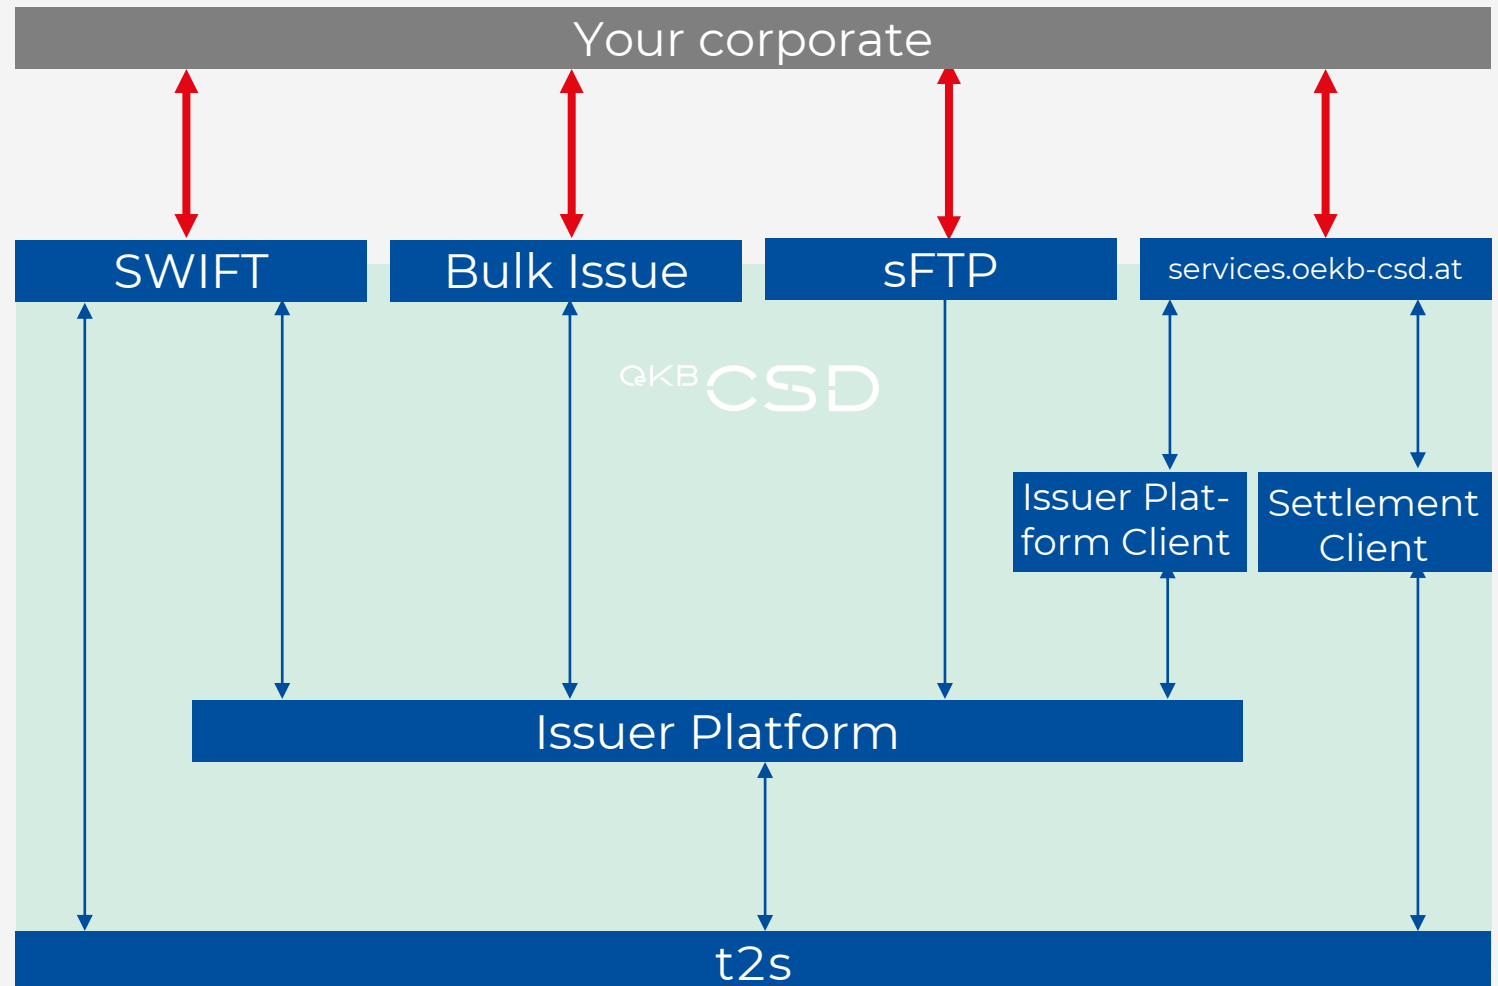 Your corporate
SWIFT
Bulk Issue
sFTP
services.oekb-csd.at
OeKB CSD
Issuer Plat-
form Client
Settlement
Client
Issuer Platform
t2s